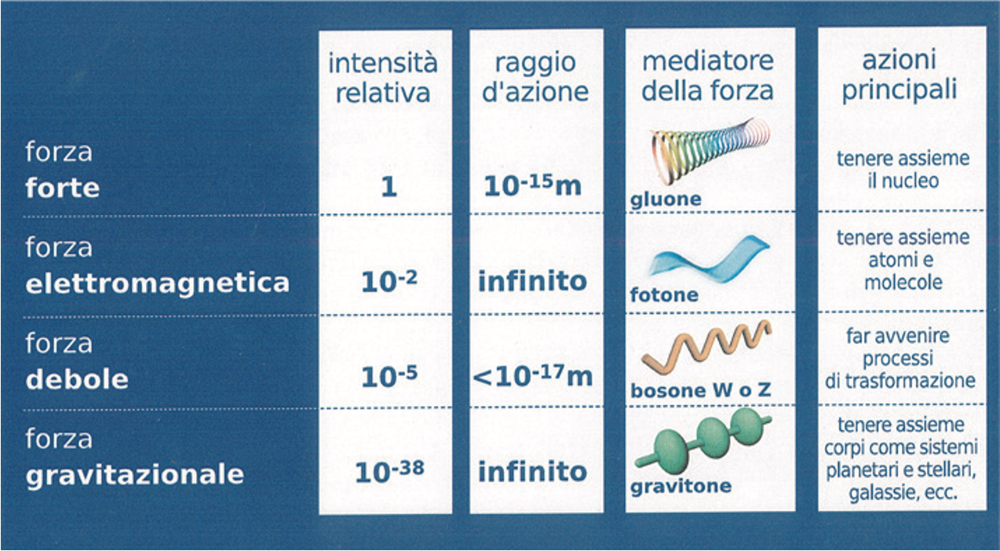 intensità
relativa
raggio
d'azione
mediatore
della forza
azioni
principali
forza
forte
1
10-15m
gluone
tenere assieme
il nucleo
forza
elettromagnetica
10-2
infinito
fotone
tenere assieme
atomi e
molecole
forza
debole
10-5
<10-17m
bosone W o Z
far avvenire
processi
di trasformazione
forza
gravitazionale
10-38
infinito
gravitone
tenere assieme
corpi come sistemi
planetari e stellari,
galassie, ecc.